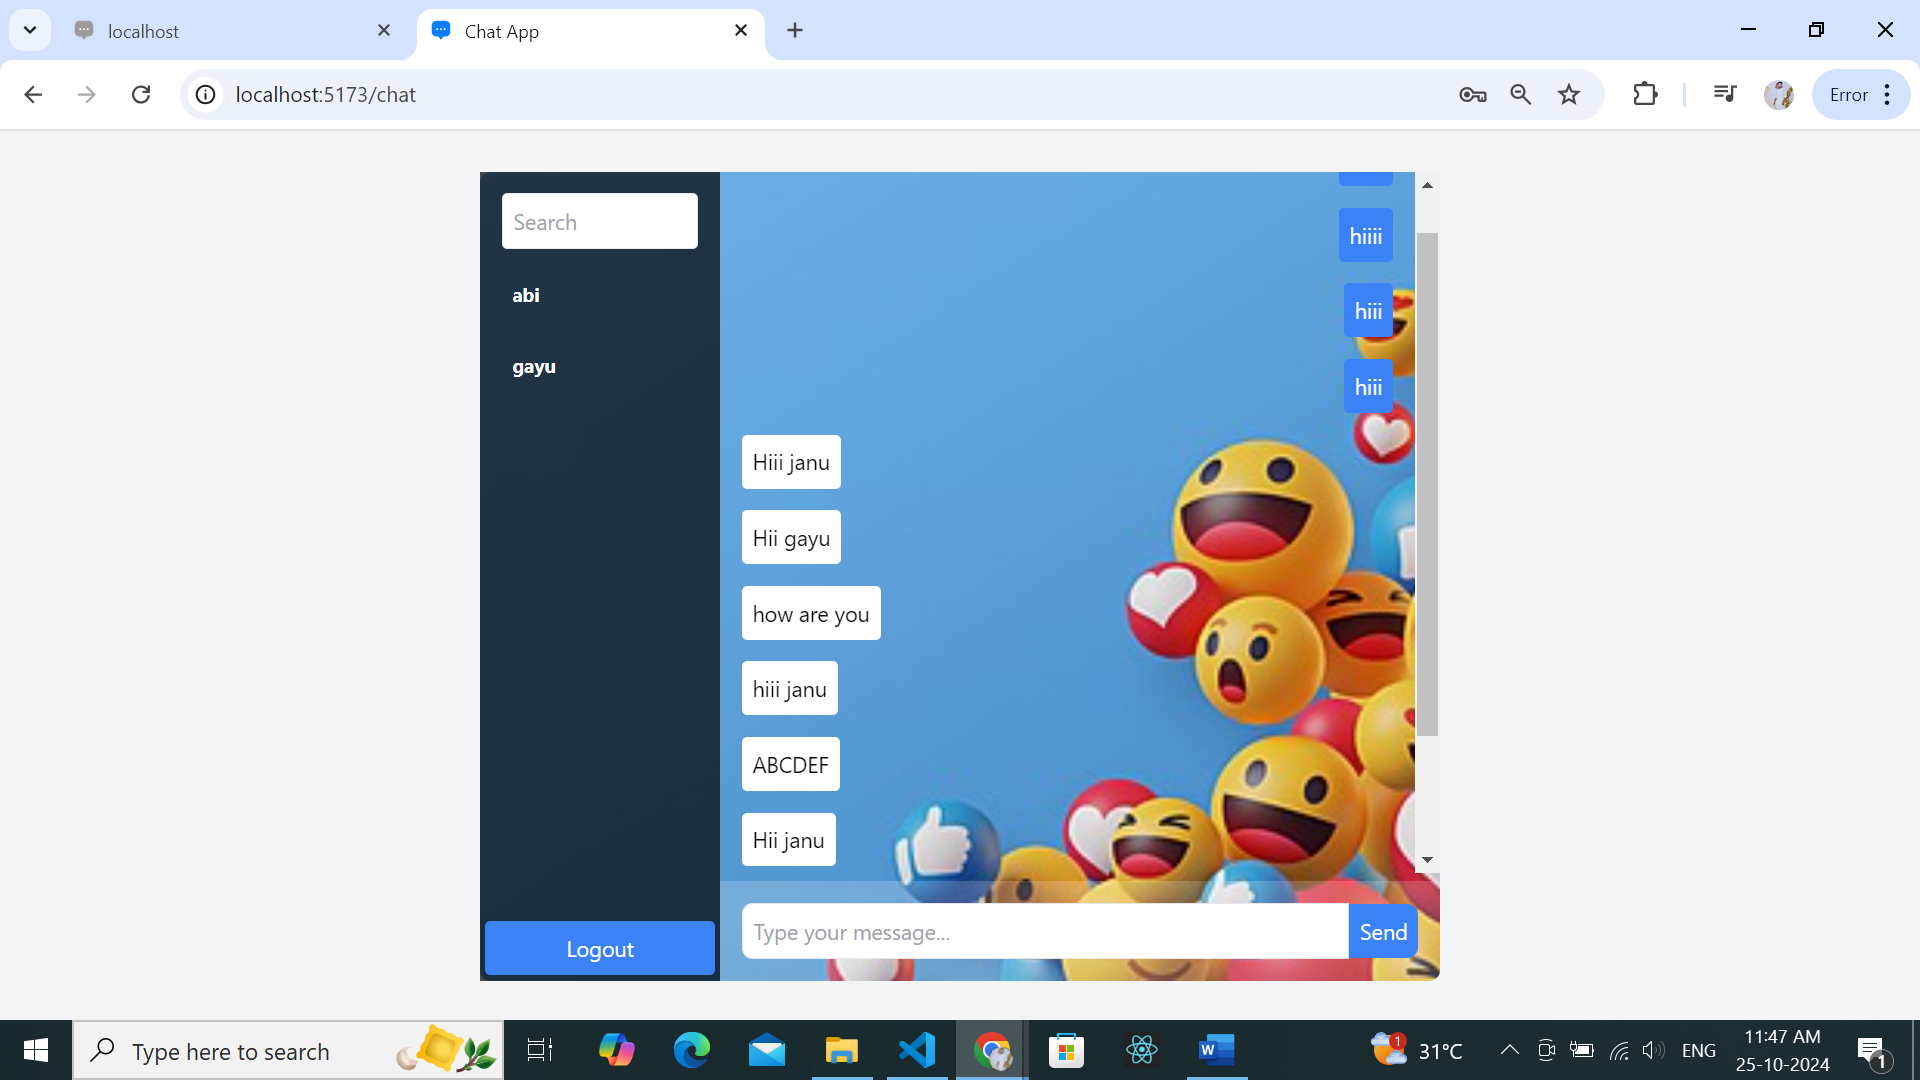 localhost
Chat App
localhost:5173/chat
Error
Search
abi
gayu
Logout
hiiii
hiii
hiii
Hiii janu
Hii gayu
how are you
hiii janu
ABCDEF
Hii janu
Type your message...
Send
Type here to search
W
1
31°C
ENG
11:47 AM
25-10-2024
1